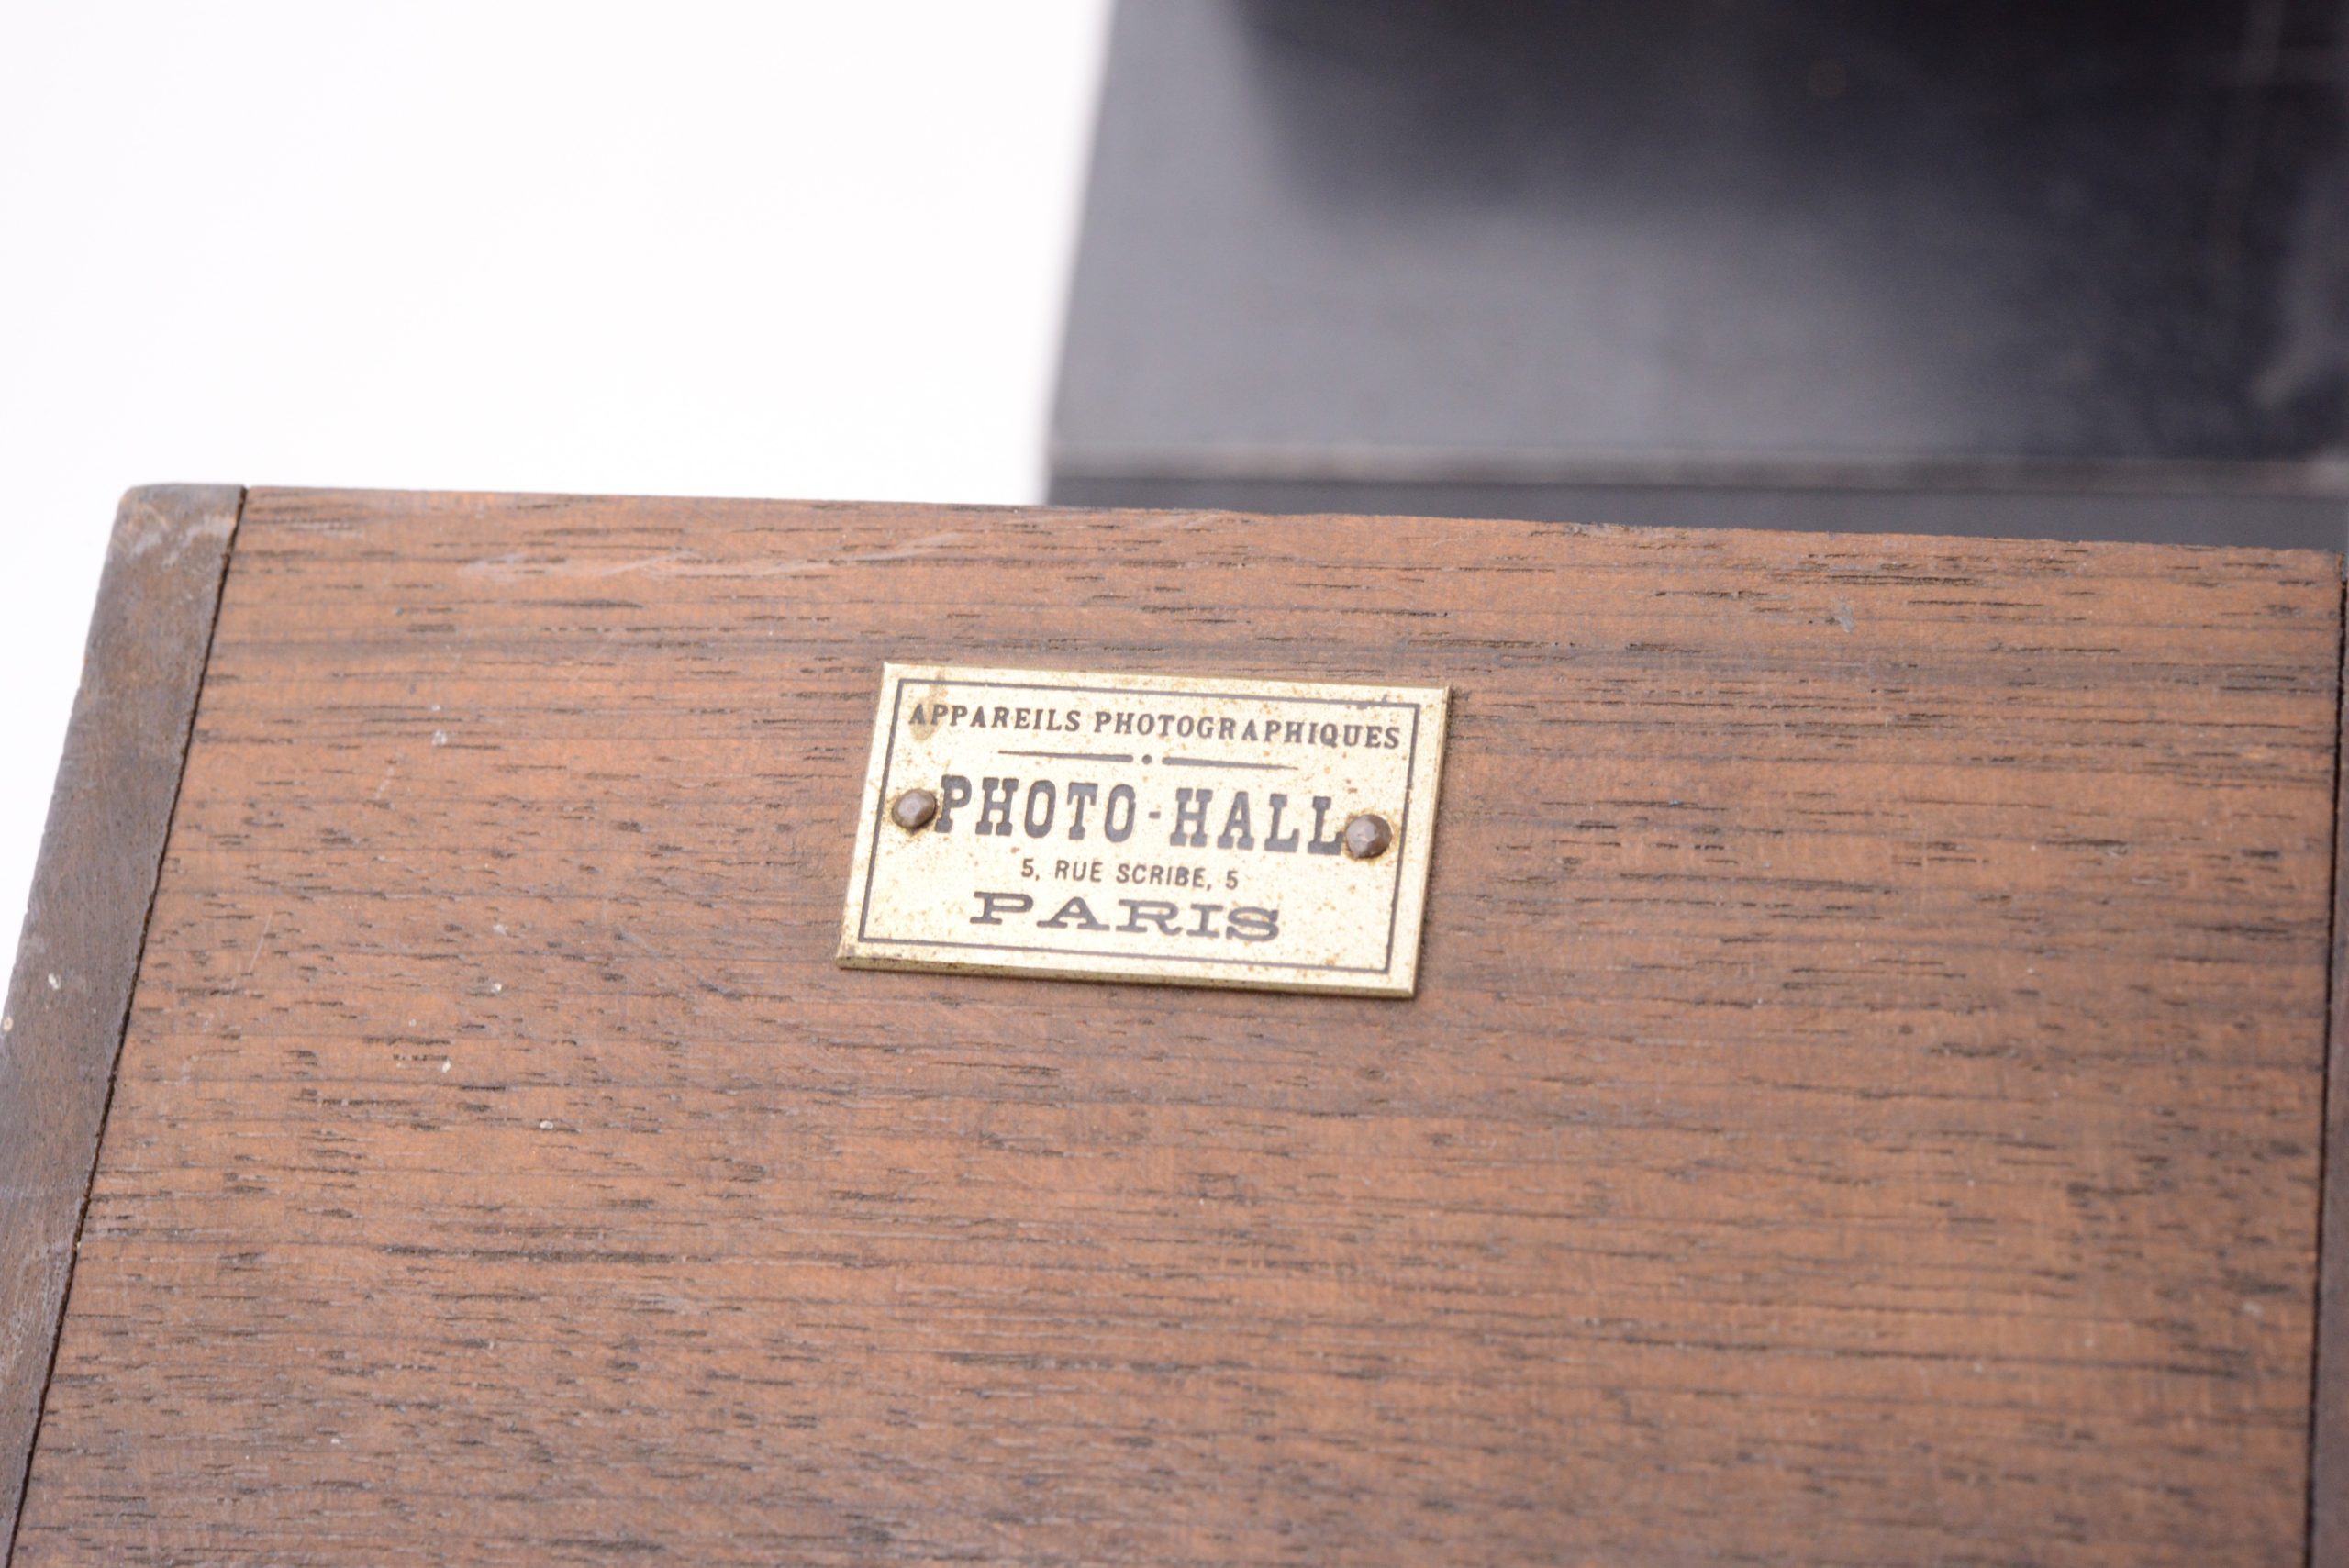 APPAREILS PHOTOGRAPHIQUES
PHOTO-HALL
5, RUE SCRIBE, 5
PARIS